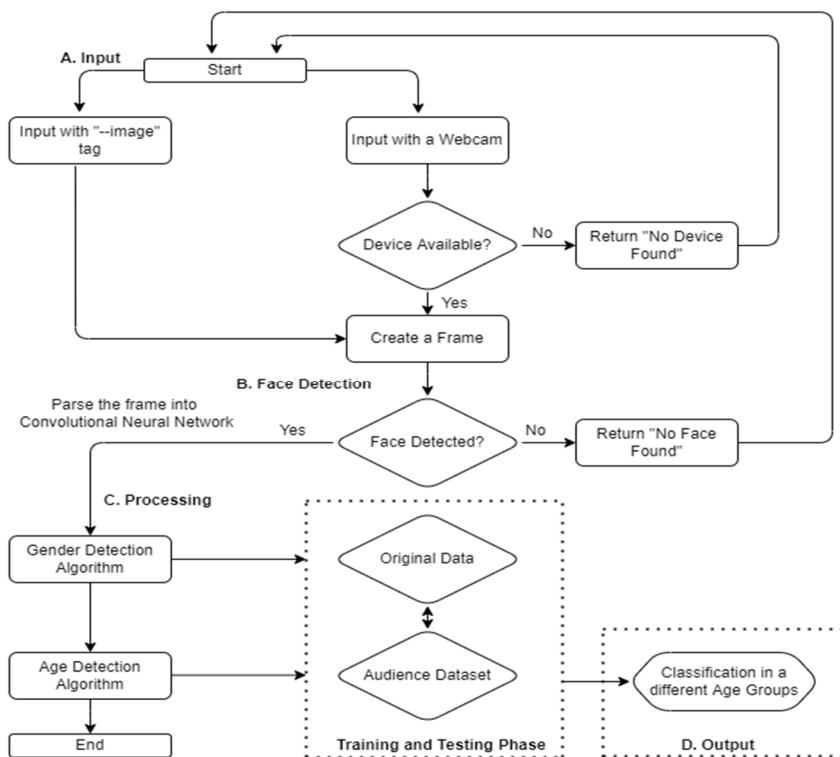 A. Input
Start
Input with "--image"
tag
Input with a Webcam
Device Available?
No
Return "No Device
Found"
Yes
Create a Frame
B. Face Detection
Parse the frame into
Convolutional Neural Network
Yes
Face Detected?
No
Return "No Face
Found"
C. Processing
Gender Detection
Algorithm
Original Data
Age Detection
Algorithm
Audience Dataset
Classification in a
different Age Groups
End
Training and Testing Phase
D. Output